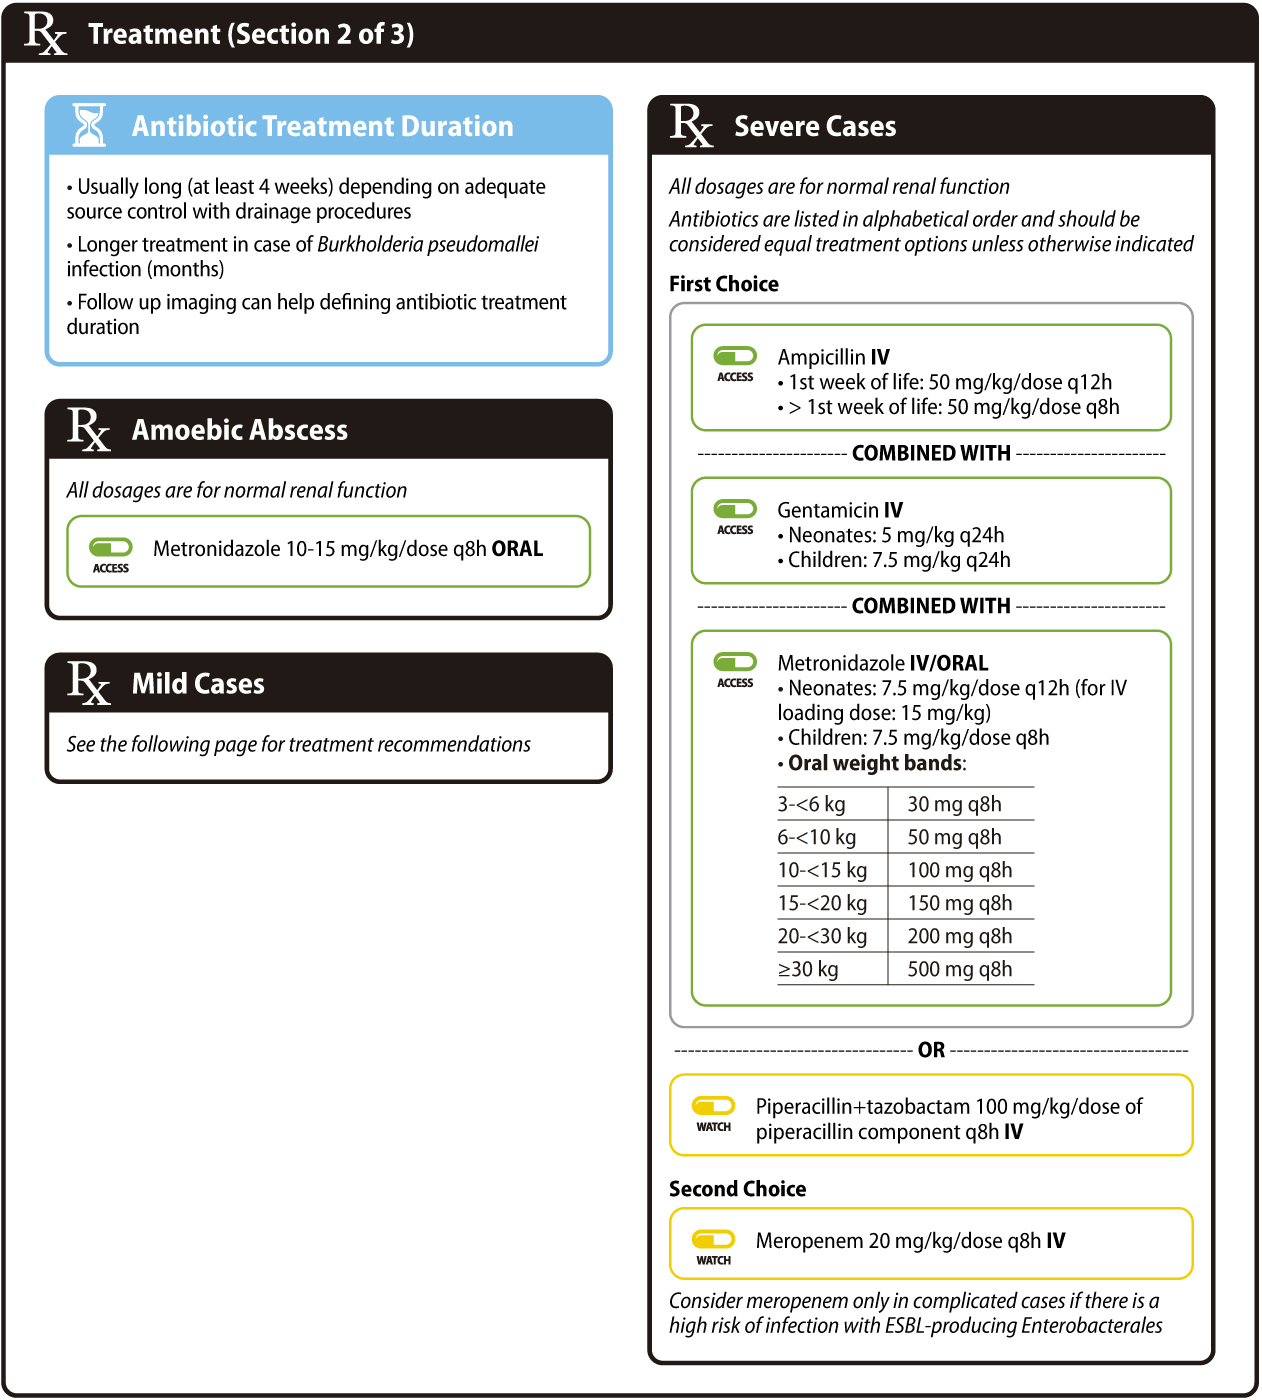 Rx Treatment (Section 2 of 3)
Antibiotic Treatment Duration
• Usually long (at least 4 weeks) depending on adequate
source control with drainage procedures
• Longer treatment in case of Burkholderia pseudomallei
infection (months)
• Follow up imaging can help defining antibiotic treatment
duration
Rx Amoebic Abscess
All dosages are for normal renal function
Metronidazole 10-15 mg/kg/dose q8h ORAL
ACCESS
Rx Mild Cases
See the following page for treatment recommendations
Rx Severe Cases
All dosages are for normal renal function
Antibiotics are listed in alphabetical order and should be
considered equal treatment options unless otherwise indicated
First Choice
Ampicillin IV
ACCESS
• 1st week of life: 50 mg/kg/dose q12h
• > 1st week of life: 50 mg/kg/dose q8h
---------------------- COMBINED WITH ----------------------
Gentamicin IV
ACCESS
• Neonates: 5 mg/kg q24h
• Children: 7.5 mg/kg q24h
---------------------- COMBINED WITH ----------------------
Metronidazole IV/ORAL
ACCESS
• Neonates: 7.5 mg/kg/dose q12h (for IV
loading dose: 15 mg/kg)
• Children: 7.5 mg/kg/dose q8h
• Oral weight bands:
3-<6 kg 30 mg q8h
6-<10 kg 50 mg q8h
10-<15 kg 100 mg q8h
15-<20 kg 150 mg q8h
20-<30 kg 200 mg q8h
≥30 kg 500 mg q8h
----------------------------------- OR -----------------------------------
Piperacillin+tazobactam 100 mg/kg/dose of
piperacillin component q8h IV
WATCH
Second Choice
Meropenem 20 mg/kg/dose q8h IV
WATCH
Consider meropenem only in complicated cases if there is a
high risk of infection with ESBL-producing Enterobacterales